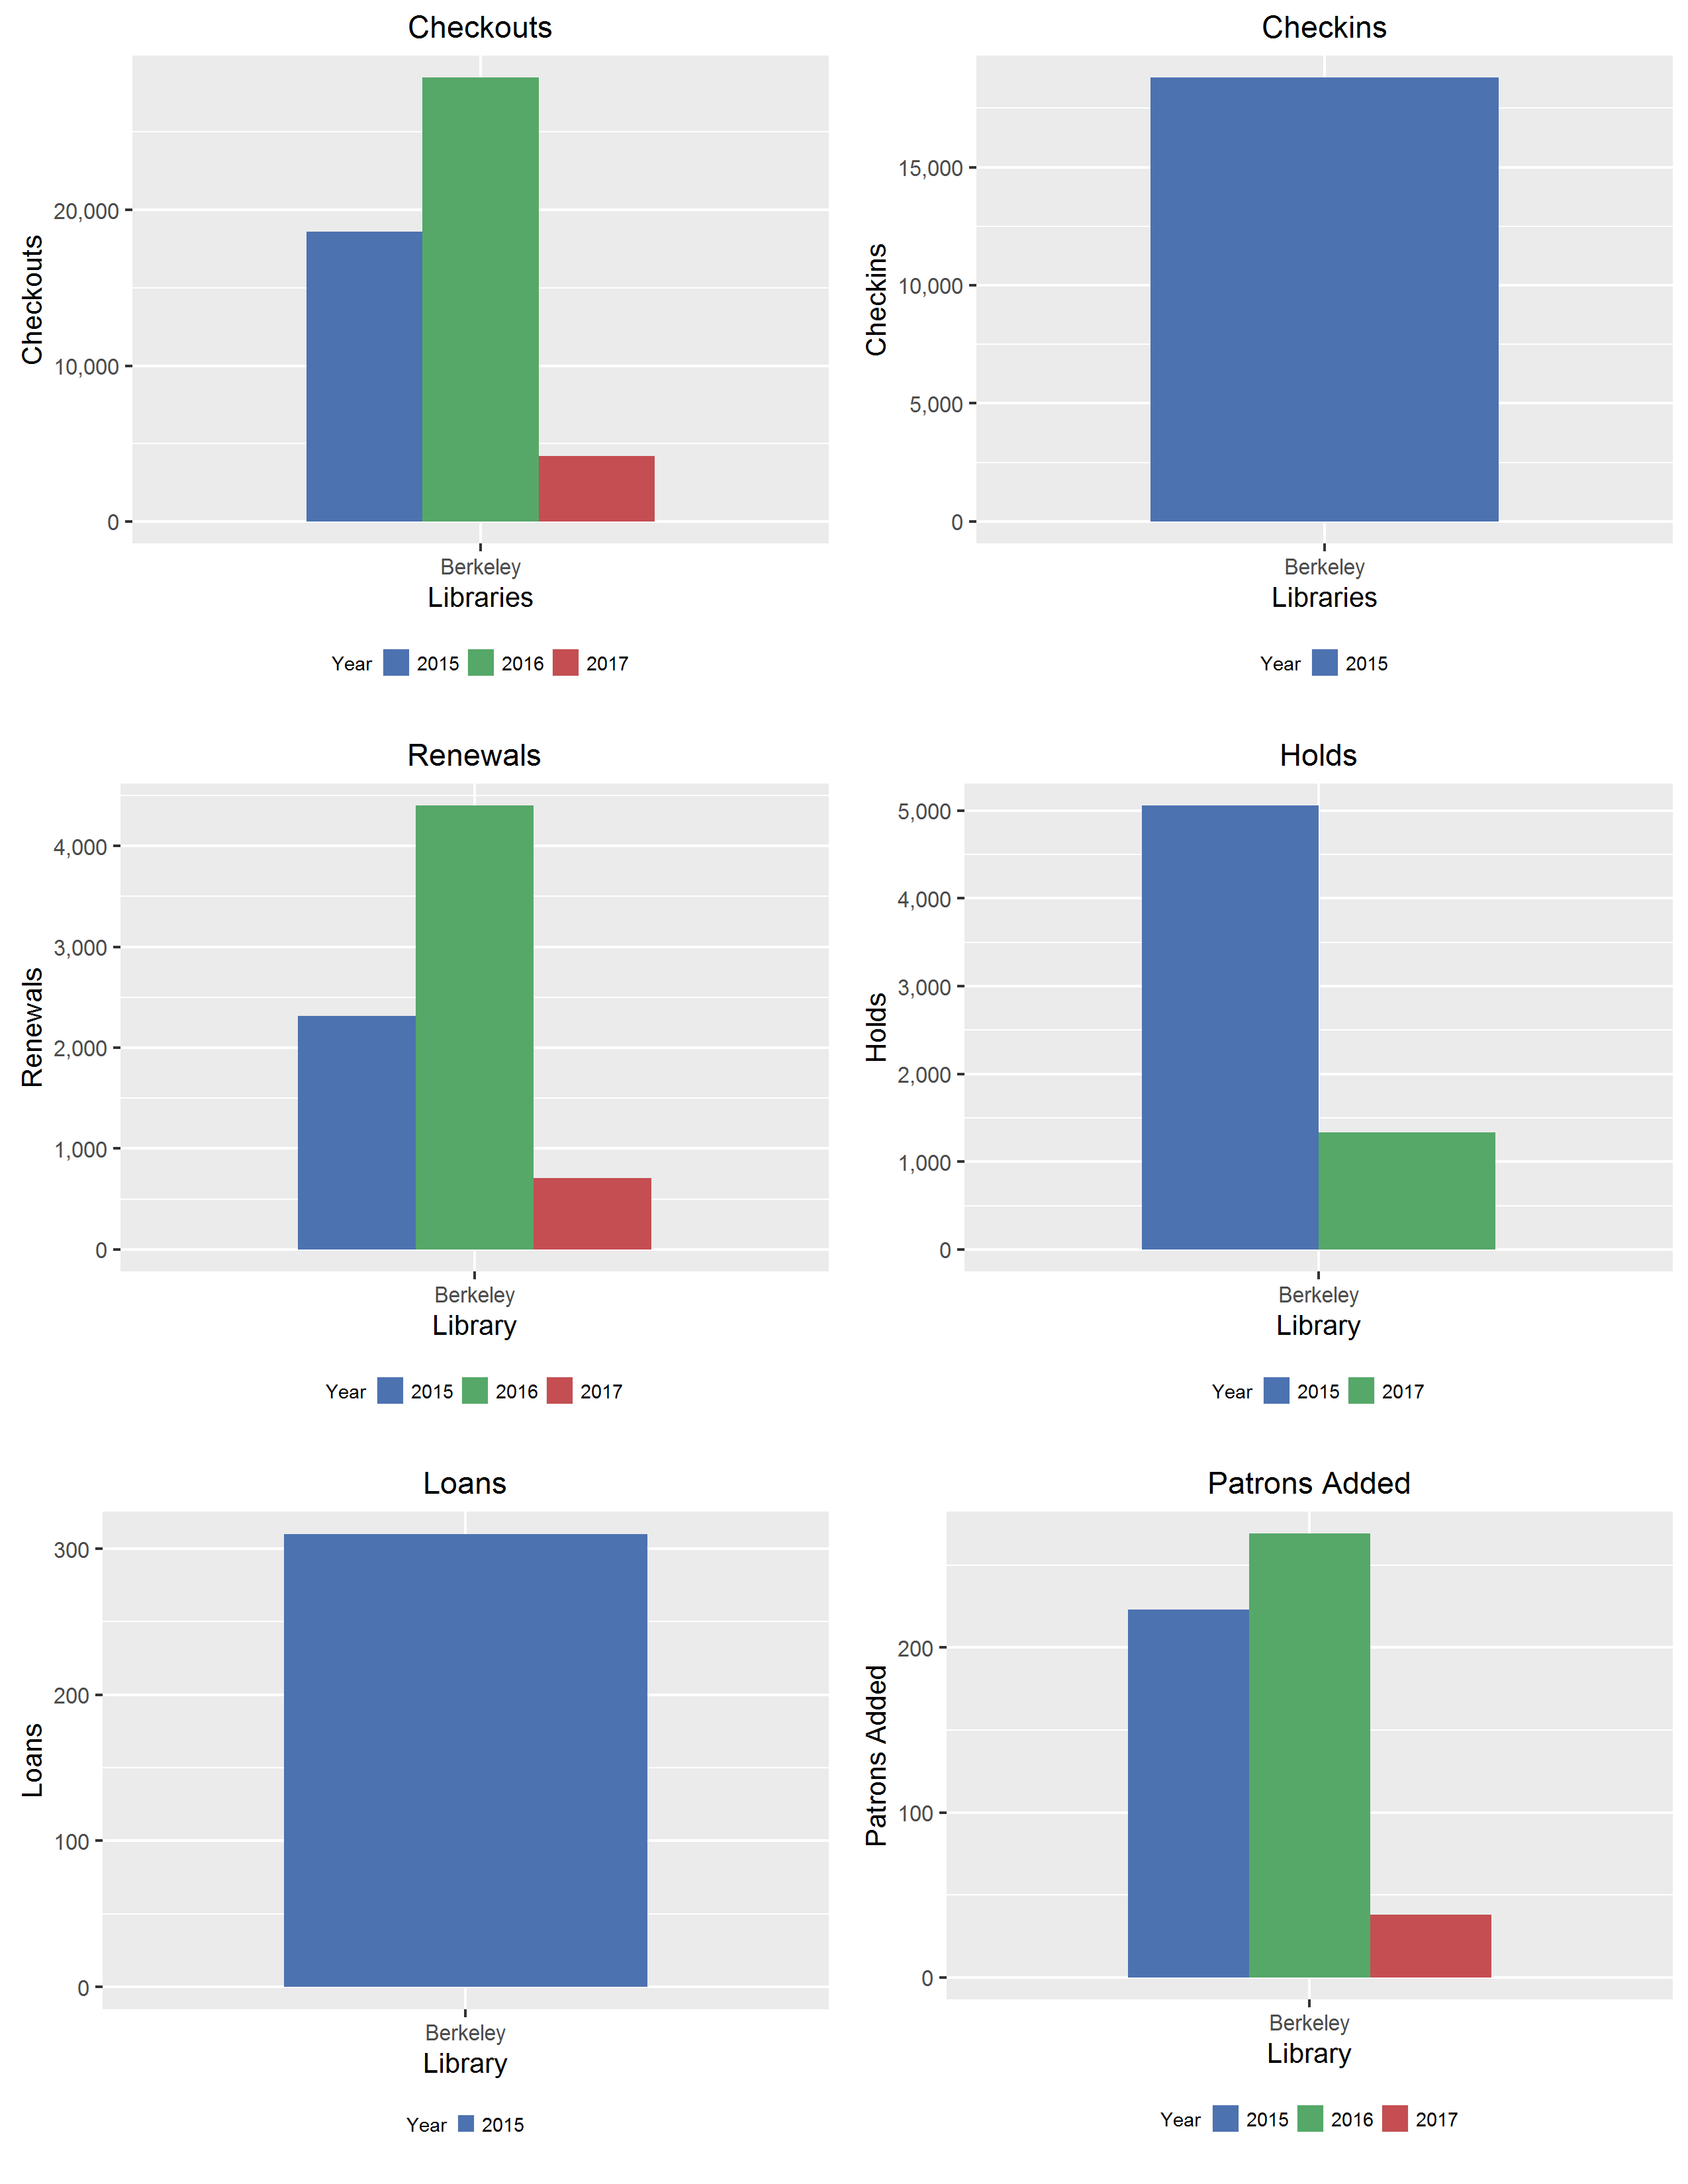 Checkouts
Checkouts
20,000
10,000
0
Berkeley
Libraries
Year 2015 2016 2017
Checkins
Checkins
15,000
10,000
5,000
0
Berkeley
Libraries
Year 2015
Renewals
Renewals
4,000
3,000
2,000
1,000
0
Berkeley
Library
Year 2015 2016 2017
Holds
Holds
5,000
4,000
3,000
2,000
1,000
0
Berkeley
Library
Year 2015 2017
Loans
Loans
300
200
100
0
Berkeley
Library
Year 2015
Patrons Added
Patrons Added
200
100
0
Berkeley
Library
Year 2015 2016 2017